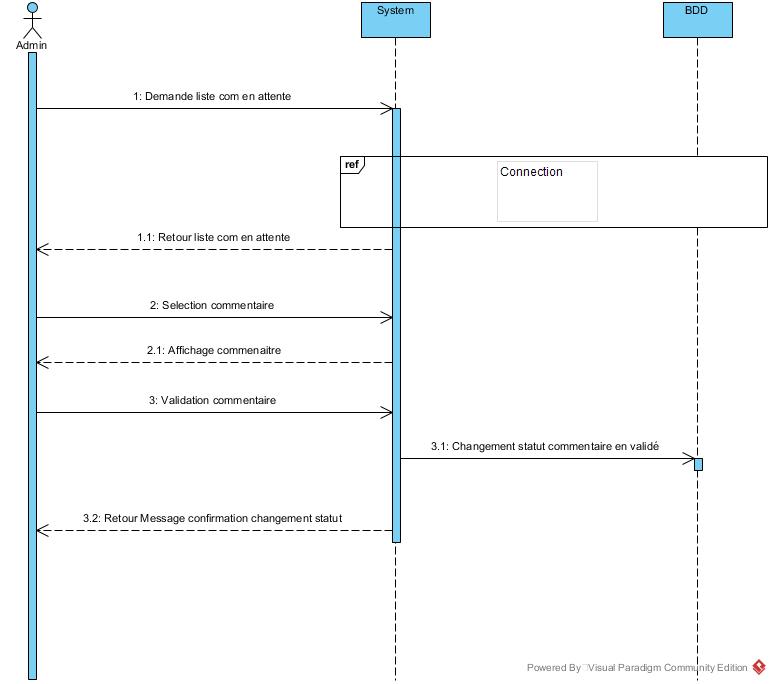 System
BDD
Admin
1: Demande liste com en attente
ref
Connection
1.1: Retour liste com en attente
2: Selection commentaire
2.1: Affichage commenaitre
3: Validation commentaire
3.1: Changement statut commentaire en validé
3.2: Retour Message confirmation changement statut
Powered By Visual Paradigm Community Edition